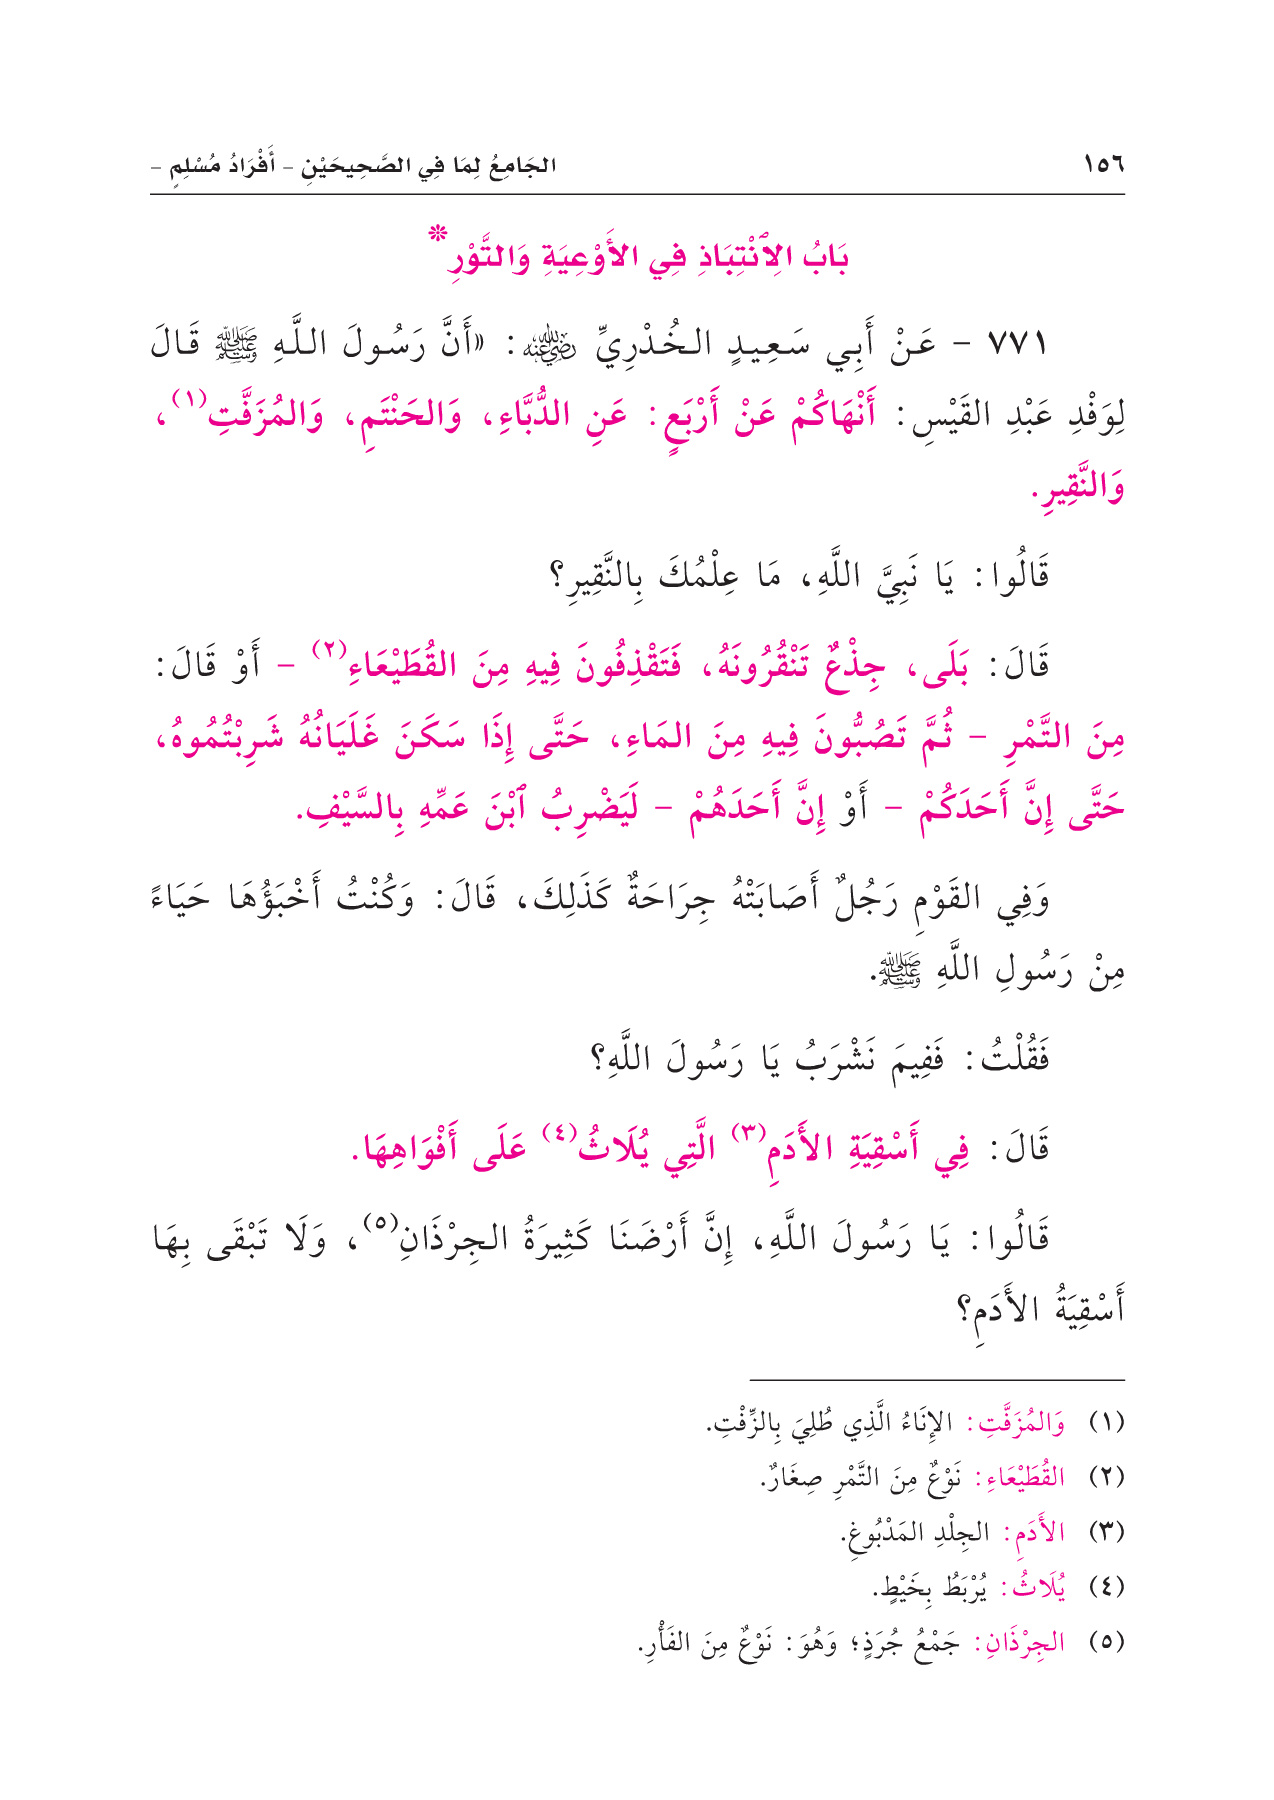 ١٥٦ الجَامِعُ لِمَا فِي الصَّحِيحَيْنِ – أَفْرَادُ مُسْلِمٍ –
بَابُ الِٱنْتِبَاذِ فِي الأَوْعِيَةِ وَالتَّوْرِ*
٧٧١ – عَنْ أَبِي سَعِيدٍ الخُدْرِيِّ رضي الله عنه: «أَنَّ رَسُولَ اللَّهِ ﷺ قَالَ
لِوَفْدِ عَبْدِ القَيْسِ: أَنْهَاكُمْ عَنْ أَرْبَعٍ: عَنِ الدُّبَّاءِ، وَالحَنْتَمِ، وَالمُزَفَّتِ(١)،
وَالنَّقِيرِ.
قَالُوا: يَا نَبِيَّ اللَّهِ، مَا عِلْمُكَ بِالنَّقِيرِ؟
قَالَ: بَلَى، جِذْعٌ تَنْقُرُونَهُ، فَتَقْذِفُونَ فِيهِ مِنَ القُطَيْعَاءِ(٢) – أَوْ قَالَ:
مِنَ التَّمْرِ – ثُمَّ تَصُبُّونَ فِيهِ مِنَ المَاءِ، حَتَّى إِذَا سَكَنَ غَلَيَانُهُ شَرِبْتُمُوهُ،
حَتَّى إِنَّ أَحَدَكُمْ – أَوْ إِنَّ أَحَدَهُمْ – لَيَضْرِبُ ٱبْنَ عَمِّهِ بِالسَّيْفِ.
وَفِي القَوْمِ رَجُلٌ أَصَابَتْهُ جِرَاحَةٌ كَذَلِكَ، قَالَ: وَكُنْتُ أَخْبَؤُهَا حَيَاءً
مِنْ رَسُولِ اللَّهِ ﷺ.
فَقُلْتُ: فَفِيمَ نَشْرَبُ يَا رَسُولَ اللَّهِ؟
قَالَ: فِي أَسْقِيَةِ الأَدَمِ(٣) الَّتِي يُلَاثُ(٤) عَلَى أَفْوَاهِهَا.
قَالُوا: يَا رَسُولَ اللَّهِ، إِنَّ أَرْضَنَا كَثِيرَةُ الجِرْذَانِ(٥)، وَلَا تَبْقَى بِهَا
أَسْقِيَةُ الأَدَمِ؟
(١) وَالمُزَفَّتِ: الإِنَاءُ الَّذِي طُلِيَ بِالزِّفْتِ.
(٢) القُطَيْعَاءِ: نَوْعٌ مِنَ التَّمْرِ صِغَارٌ.
(٣) الأَدَمِ: الجِلْدِ المَدْبُوغِ.
(٤) يُلَاثُ: يُرْبَطُ بِخَيْطٍ.
(٥) الجِرْذَانِ: جَمْعُ جُرَذٍ؛ وَهُوَ: نَوْعٌ مِنَ الفَأْرِ.